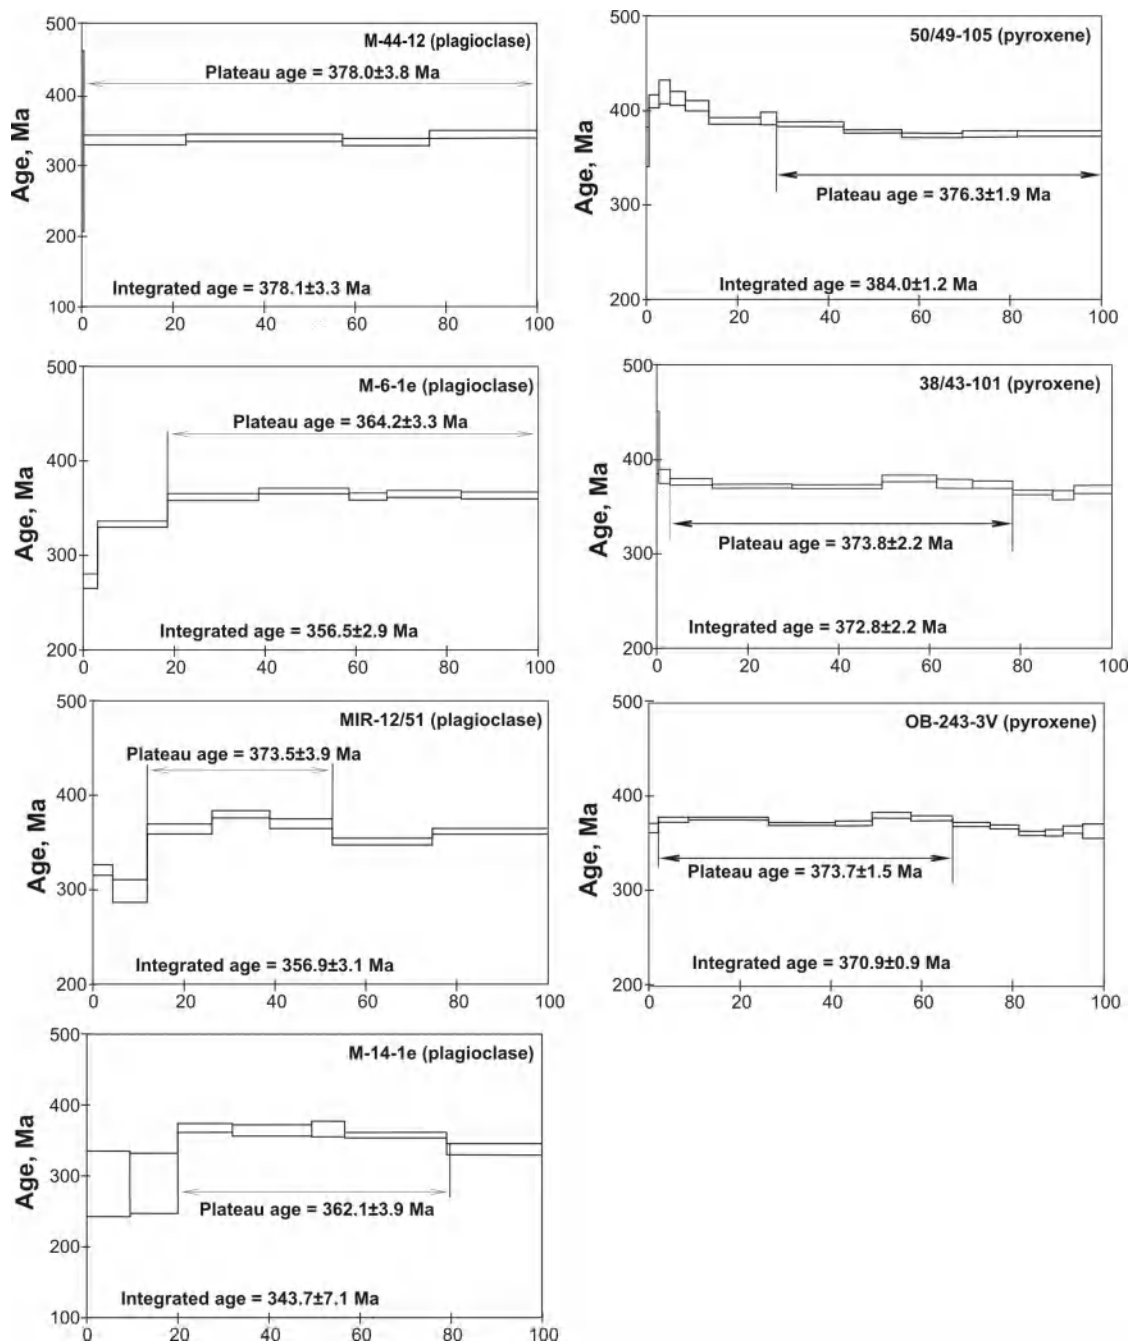 500
M-44-12 (plagioclase)
Plateau age = 378.0±3.8 Ma
400
Age, Ma
300
200
Integrated age = 378.1±3.3 Ma
100
0 20 40 60 80 100
500
50/49-105 (pyroxene)
400
Age, Ma
Plateau age = 376.3±1.9 Ma
300
Integrated age = 384.0±1.2 Ma
200
0 20 40 60 80 100
500
M-6-1e (plagioclase)
Plateau age = 364.2±3.3 Ma
400
Age, Ma
300
Integrated age = 356.5±2.9 Ma
200
0 20 40 60 80 100
500
38/43-101 (pyroxene)
400
Age, Ma
Plateau age = 373.8±2.2 Ma
300
Integrated age = 372.8±2.2 Ma
200
0 20 40 60 80 100
500
MIR-12/51 (plagioclase)
Plateau age = 373.5±3.9 Ma
400
Age, Ma
300
Integrated age = 356.9±3.1 Ma
200
0 20 40 60 80 100
500
OB-243-3V (pyroxene)
400
Age, Ma
Plateau age = 373.7±1.5 Ma
300
Integrated age = 370.9±0.9 Ma
200
0 20 40 60 80 100
500
M-14-1e (plagioclase)
400
Age, Ma
300
Plateau age = 362.1±3.9 Ma
200
Integrated age = 343.7±7.1 Ma
100
0 20 40 60 80 100